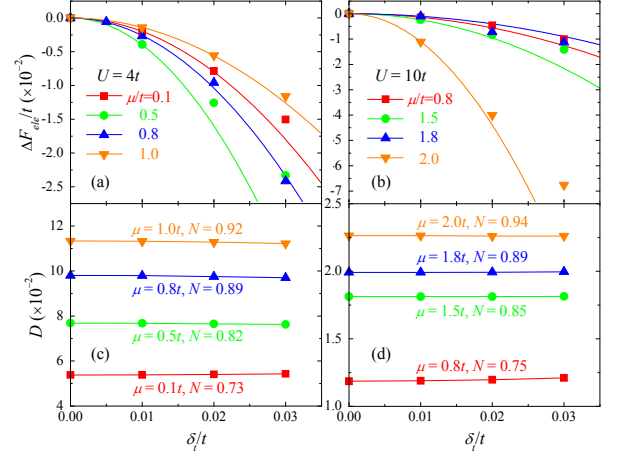 0.0
-0.5
-1.0
-1.5
-2.0
-2.5
ΔF_ele/t (×10⁻²)
U = 4t
μ/t=0.1
0.5
0.8
1.0
(a)
0
-1
-2
-3
-4
-5
-6
-7
U = 10t
μ/t=0.8
1.5
1.8
2.0
(b)
12
10
8
6
4
D (×10⁻²)
μ = 1.0t, N = 0.92
μ = 0.8t, N = 0.89
μ = 0.5t, N = 0.82
(c)
μ = 0.1t, N = 0.73
0.00
0.01
0.02
0.03
δ_t/t
2.5
2.0
1.5
1.0
μ = 2.0t, N = 0.94
μ = 1.8t, N = 0.89
μ = 1.5t, N = 0.85
(d)
μ = 0.8t, N = 0.75
0.00
0.01
0.02
0.03
δ_t/t